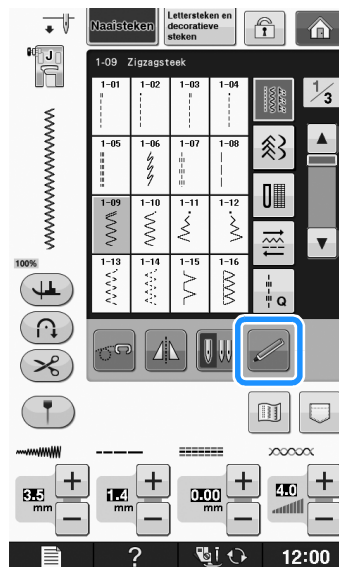 Naaisteken
Lettersteken en
decoratieve
steken
J
1-09 Zigzagsteek
1-01 1-02 1-03 1-04
1/3
1-05 1-06 1-07 1-08
1-09 1-10 1-11 1-12
1-13 1-14 1-15 1-16
Q
100%
3.5 mm
1.4 mm
0.00 mm
4.0
?
12:00